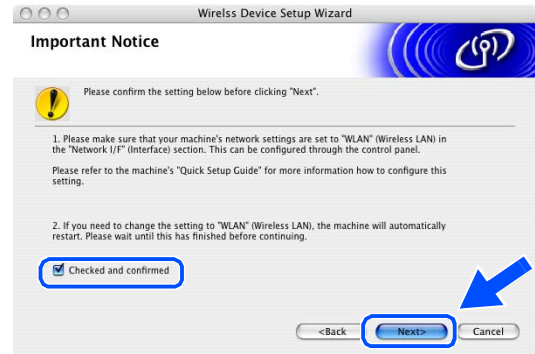 Wirelss Device Setup Wizard
Important Notice
Please confirm the setting below before clicking "Next".
1. Please make sure that your machine's network settings are set to "WLAN" (Wireless LAN) in
the "Network I/F" (Interface) section. This can be configured through the control panel.
Please refer to the machine's "Quick Setup Guide" for more information how to configure this
setting.
2. If you need to change the setting to "WLAN" (Wireless LAN), the machine will automatically
restart. Please wait until this has finished before continuing.
Checked and confirmed
<Back Next> Cancel